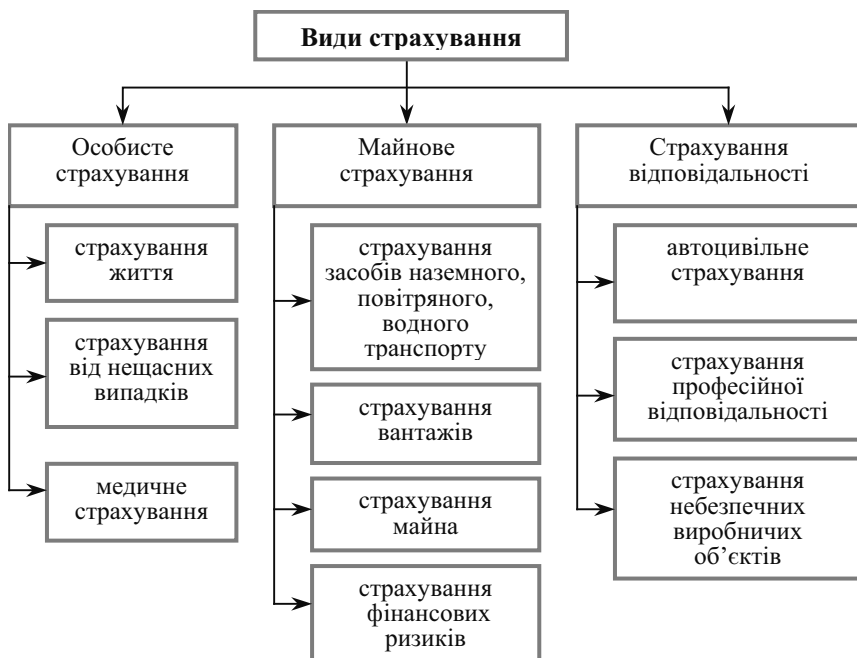 Види страхування
Особисте
страхування
страхування
життя
страхування
від нещасних
випадків
медичне
страхування
Майнове
страхування
страхування
засобів наземного,
повітряного,
водного
транспорту
страхування
вантажів
страхування
майна
страхування
фінансових
ризиків
Страхування
відповідальності
автоцивільне
страхування
страхування
професійної
відповідальності
страхування
небезпечних
виробничих
об’єктів